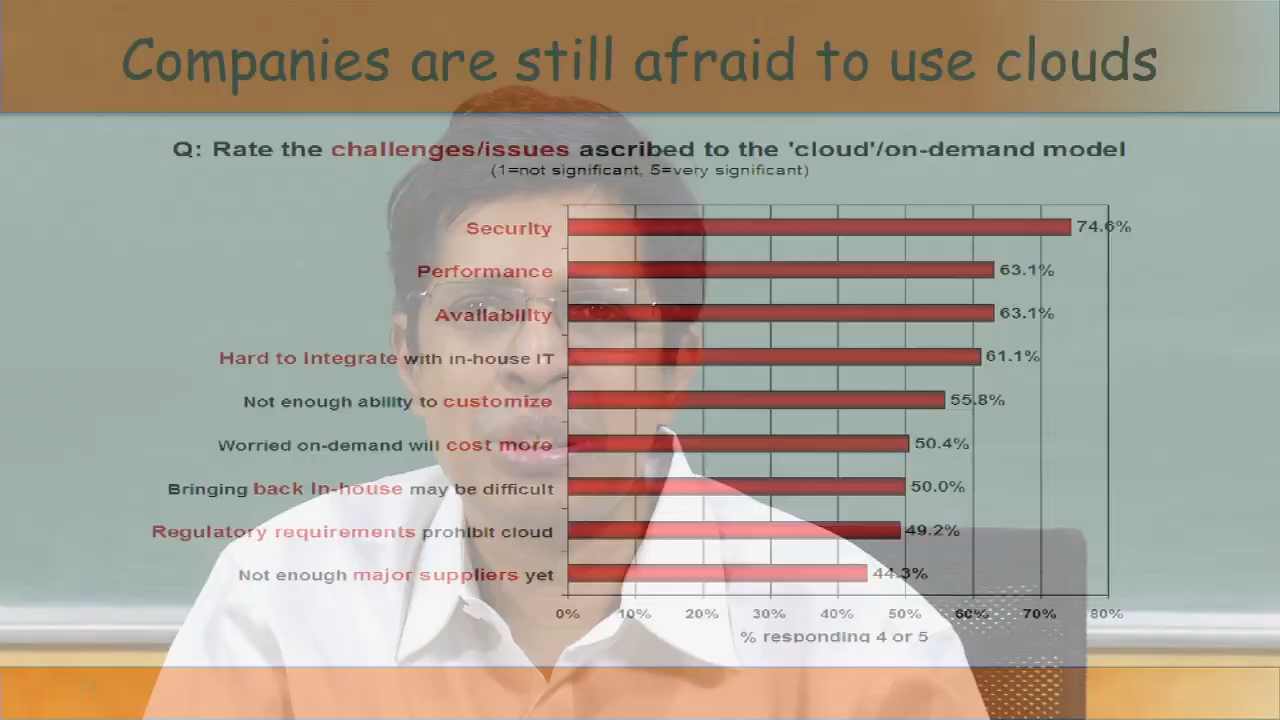 Companies are still afraid to use clouds
Q: Rate the challenges/issues ascribed to the 'cloud'/on-demand model
(1=not significant, 5=very significant)
Security 74.6%
Performance 63.1%
Availability 63.1%
Hard to integrate with in-house IT 61.1%
Not enough ability to customize 55.8%
Worried on-demand will cost more 50.4%
Bringing back in-house may be difficult 50.0%
Regulatory requirements prohibit cloud 49.2%
Not enough major suppliers yet 44.3%
0% 10% 20% 30% 40% 50% 60% 70% 80%
% responding 4 or 5